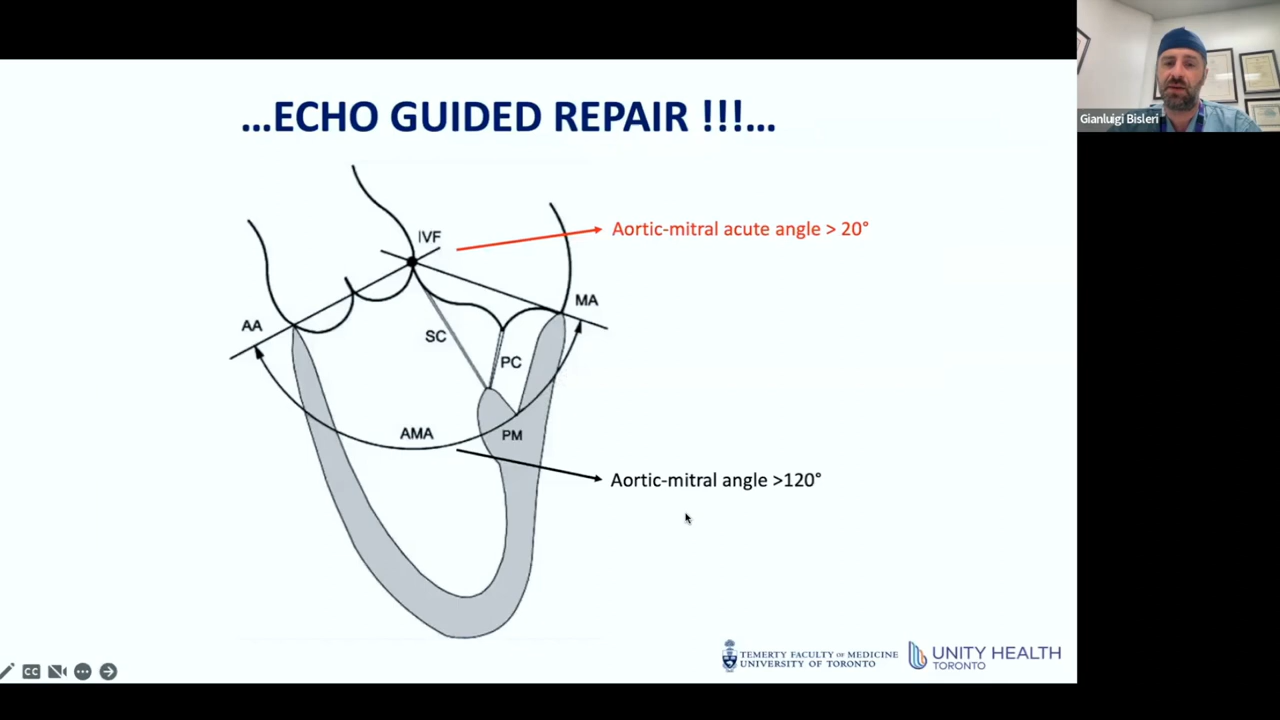 ...ECHO GUIDED REPAIR !!!...
Gianluigi Bisleri
IVF
Aortic-mitral acute angle > 20°
MA
AA
SC
PC
AMA
PM
Aortic-mitral angle >120°
CC
TEMERTY FACULTY OF MEDICINE
UNIVERSITY OF TORONTO
UNITY HEALTH
TORONTO